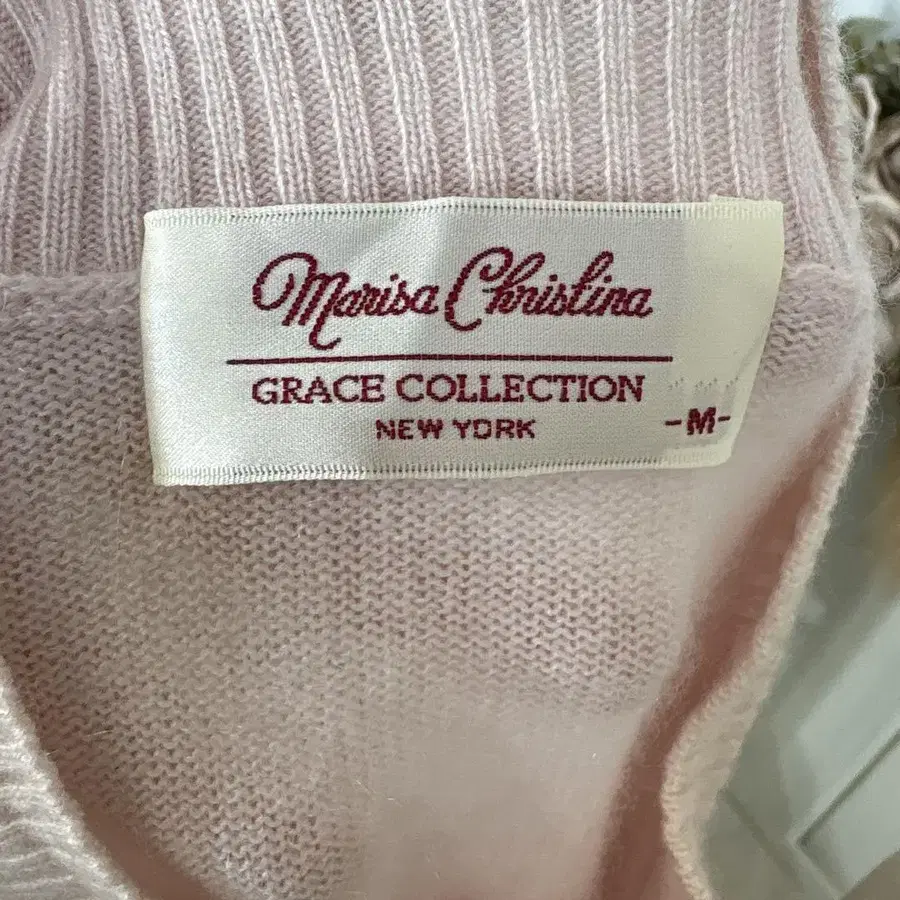 Marisa Christina
GRACE COLLECTION
NEW YORK
-M-